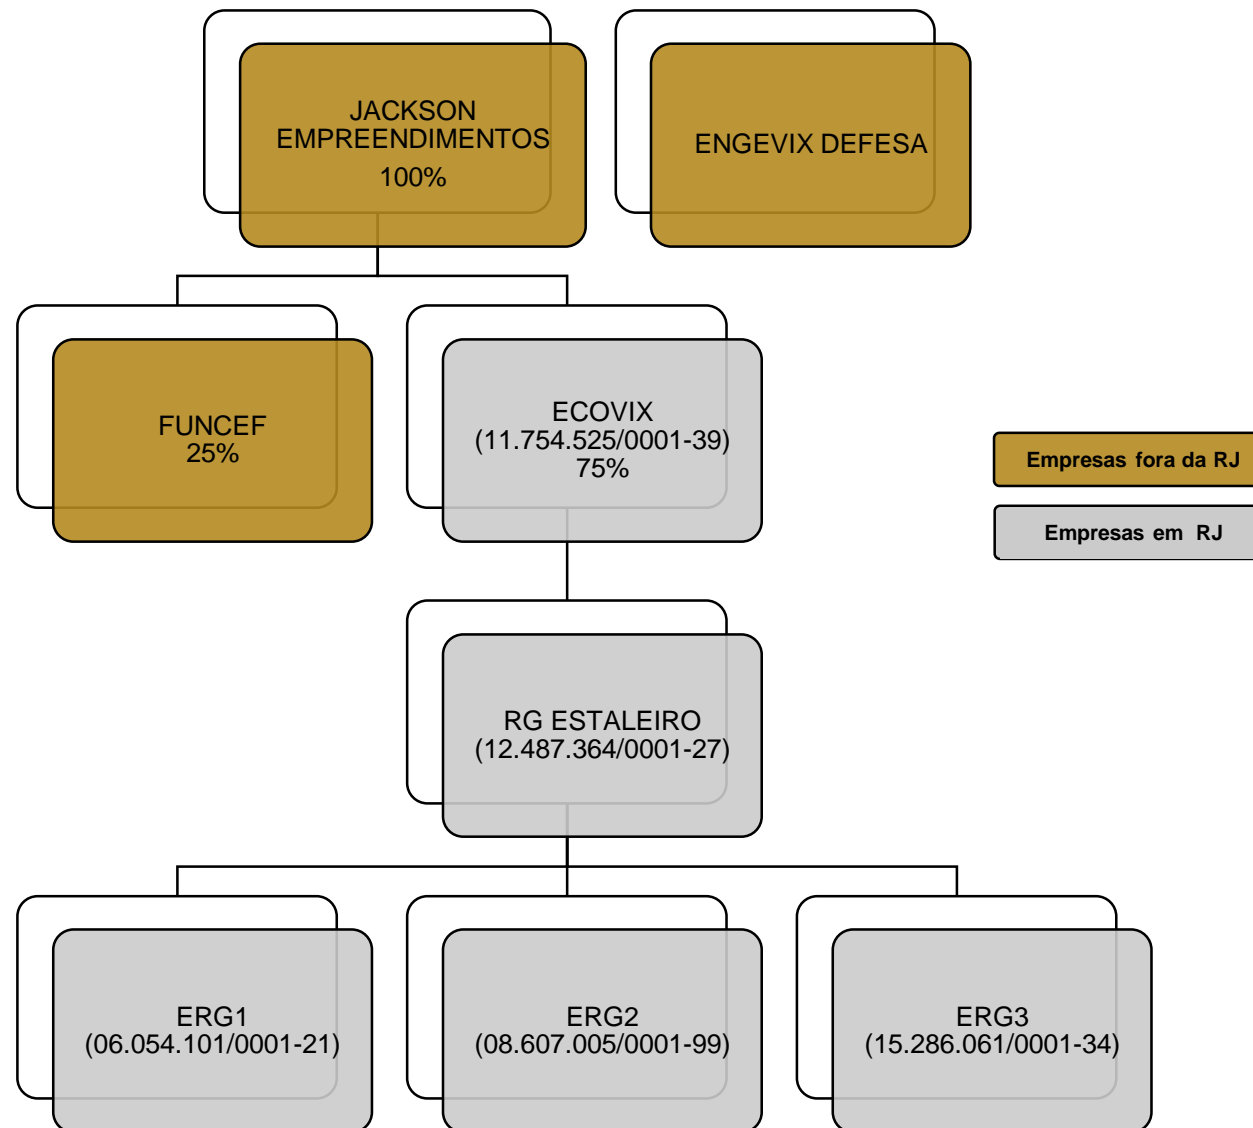 JACKSON
EMPREENDIMENTOS
100%
ENGEVIX DEFESA
FUNCEF
25%
ECOVIX
(11.754.525/0001-39)
75%
Empresas fora da RJ
Empresas em RJ
RG ESTALEIRO
(12.487.364/0001-27)
ERG1
(06.054.101/0001-21)
ERG2
(08.607.005/0001-99)
ERG3
(15.286.061/0001-34)